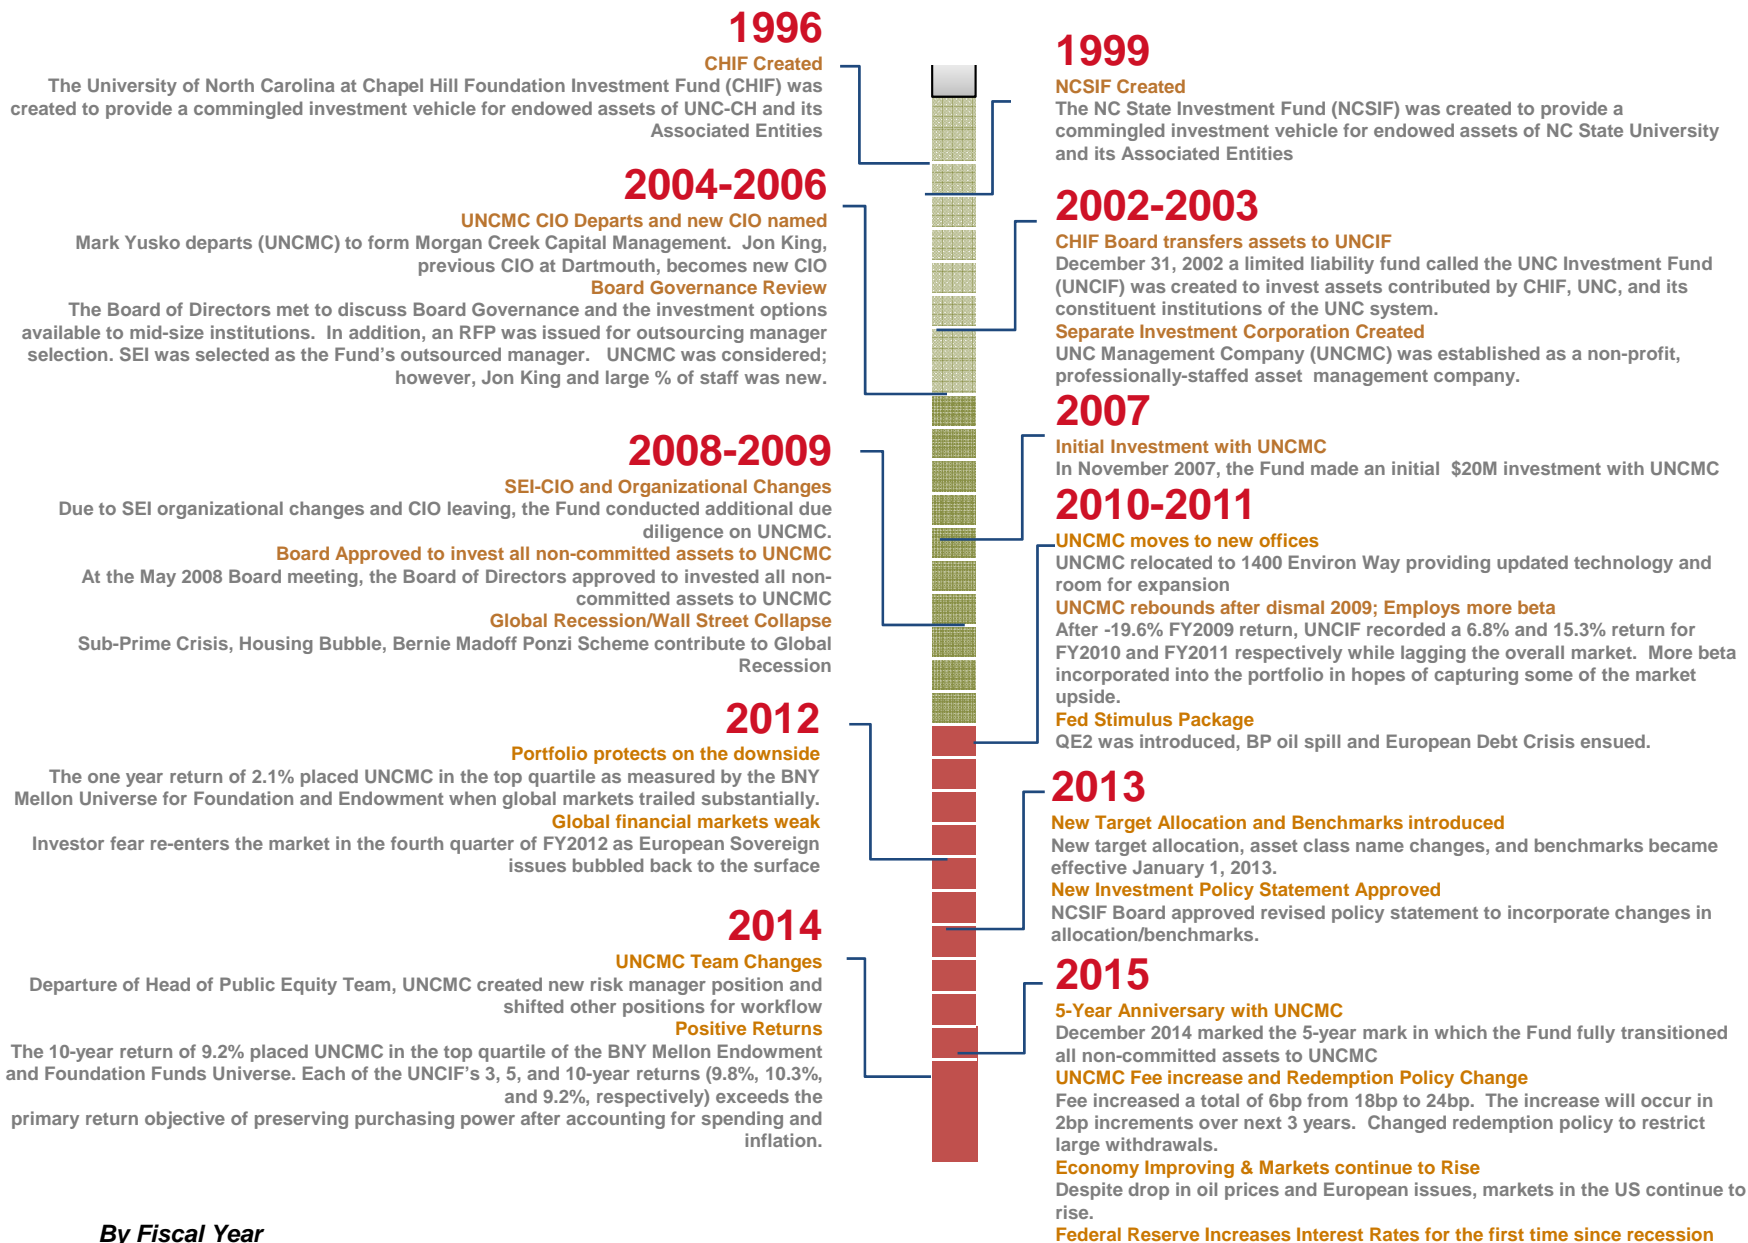 1996
CHIF Created
The University of North Carolina at Chapel Hill Foundation Investment Fund (CHIF) was
created to provide a commingled investment vehicle for endowed assets of UNC-CH and its
Associated Entities
1999
NCSIF Created
The NC State Investment Fund (NCSIF) was created to provide a
commingled investment vehicle for endowed assets of NC State University
and its Associated Entities
2004-2006
UNCMC CIO Departs and new CIO named
Mark Yusko departs (UNCMC) to form Morgan Creek Capital Management. Jon King,
previous CIO at Dartmouth, becomes new CIO
Board Governance Review
The Board of Directors met to discuss Board Governance and the investment options
available to mid-size institutions. In addition, an RFP was issued for outsourcing manager
selection. SEI was selected as the Fund's outsourced manager. UNCMC was considered;
however, Jon King and large % of staff was new.
2002-2003
CHIF Board transfers assets to UNCIF
December 31, 2002 a limited liability fund called the UNC Investment Fund
(UNCIF) was created to invest assets contributed by CHIF, UNC, and its
constituent institutions of the UNC system.
Separate Investment Corporation Created
UNC Management Company (UNCMC) was established as a non-profit,
professionally-staffed asset management company.
2007
Initial Investment with UNCMC
In November 2007, the Fund made an initial $20M investment with UNCMC
2008-2009
SEI-CIO and Organizational Changes
Due to SEI organizational changes and CIO leaving, the Fund conducted additional due
diligence on UNCMC.
Board Approved to invest all non-committed assets to UNCMC
At the May 2008 Board meeting, the Board of Directors approved to invested all non-
committed assets to UNCMC
Global Recession/Wall Street Collapse
Sub-Prime Crisis, Housing Bubble, Bernie Madoff Ponzi Scheme contribute to Global
Recession
2010-2011
UNCMC moves to new offices
UNCMC relocated to 1400 Environ Way providing updated technology and
room for expansion
UNCMC rebounds after dismal 2009; Employs more beta
After -19.6% FY2009 return, UNCIF recorded a 6.8% and 15.3% return for
FY2010 and FY2011 respectively while lagging the overall market. More beta
incorporated into the portfolio in hopes of capturing some of the market
upside.
Fed Stimulus Package
QE2 was introduced, BP oil spill and European Debt Crisis ensued.
2012
Portfolio protects on the downside
The one year return of 2.1% placed UNCMC in the top quartile as measured by the BNY
Mellon Universe for Foundation and Endowment when global markets trailed substantially.
Global financial markets weak
Investor fear re-enters the market in the fourth quarter of FY2012 as European Sovereign
issues bubbled back to the surface
2013
New Target Allocation and Benchmarks introduced
New target allocation, asset class name changes, and benchmarks became
effective January 1, 2013.
New Investment Policy Statement Approved
NCSIF Board approved revised policy statement to incorporate changes in
allocation/benchmarks.
2014
UNCMC Team Changes
Departure of Head of Public Equity Team, UNCMC created new risk manager position and
shifted other positions for workflow
Positive Returns
The 10-year return of 9.2% placed UNCMC in the top quartile of the BNY Mellon Endowment
and Foundation Funds Universe. Each of the UNCIF's 3, 5, and 10-year returns (9.8%, 10.3%,
and 9.2%, respectively) exceeds the
primary return objective of preserving purchasing power after accounting for spending and
inflation.
2015
5-Year Anniversary with UNCMC
December 2014 marked the 5-year mark in which the Fund fully transitioned
all non-committed assets to UNCMC
UNCMC Fee increase and Redemption Policy Change
Fee increased a total of 6bp from 18bp to 24bp. The increase will occur in
2bp increments over next 3 years. Changed redemption policy to restrict
large withdrawals.
Economy Improving & Markets continue to Rise
Despite drop in oil prices and European issues, markets in the US continue to
rise.
Federal Reserve Increases Interest Rates for the first time since recession
By Fiscal Year